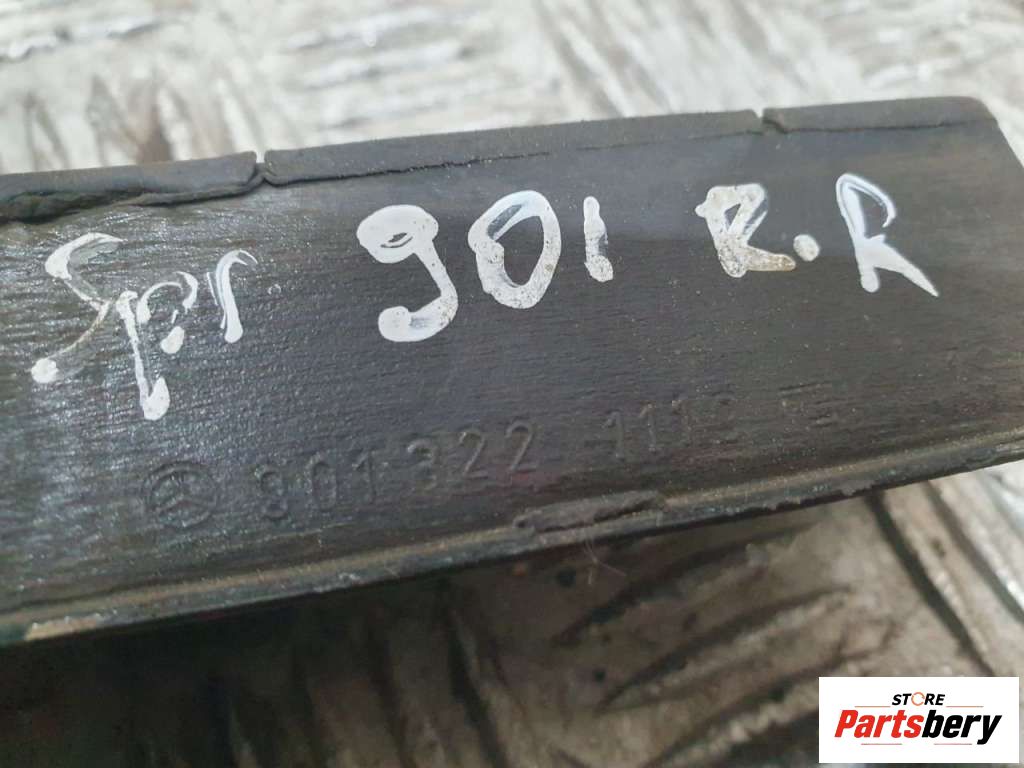 Spr 901 R.R
901 322
STORE
Partsbery